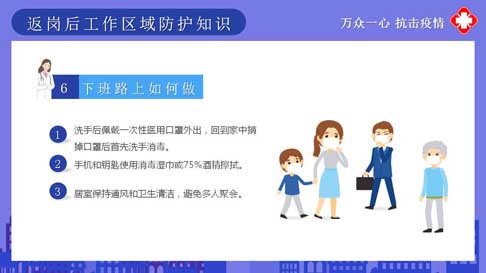 返岗后工作区域防护知识
万众一心 抗击疫情
6 下班路上如何做
1 洗手后佩戴一次性医用口罩外出，回到家中摘
掉口罩后首先洗手消毒。
2 手机和钥匙使用消毒湿巾或75%酒精擦拭。
3 居室保持通风和卫生清洁，避免多人聚会。